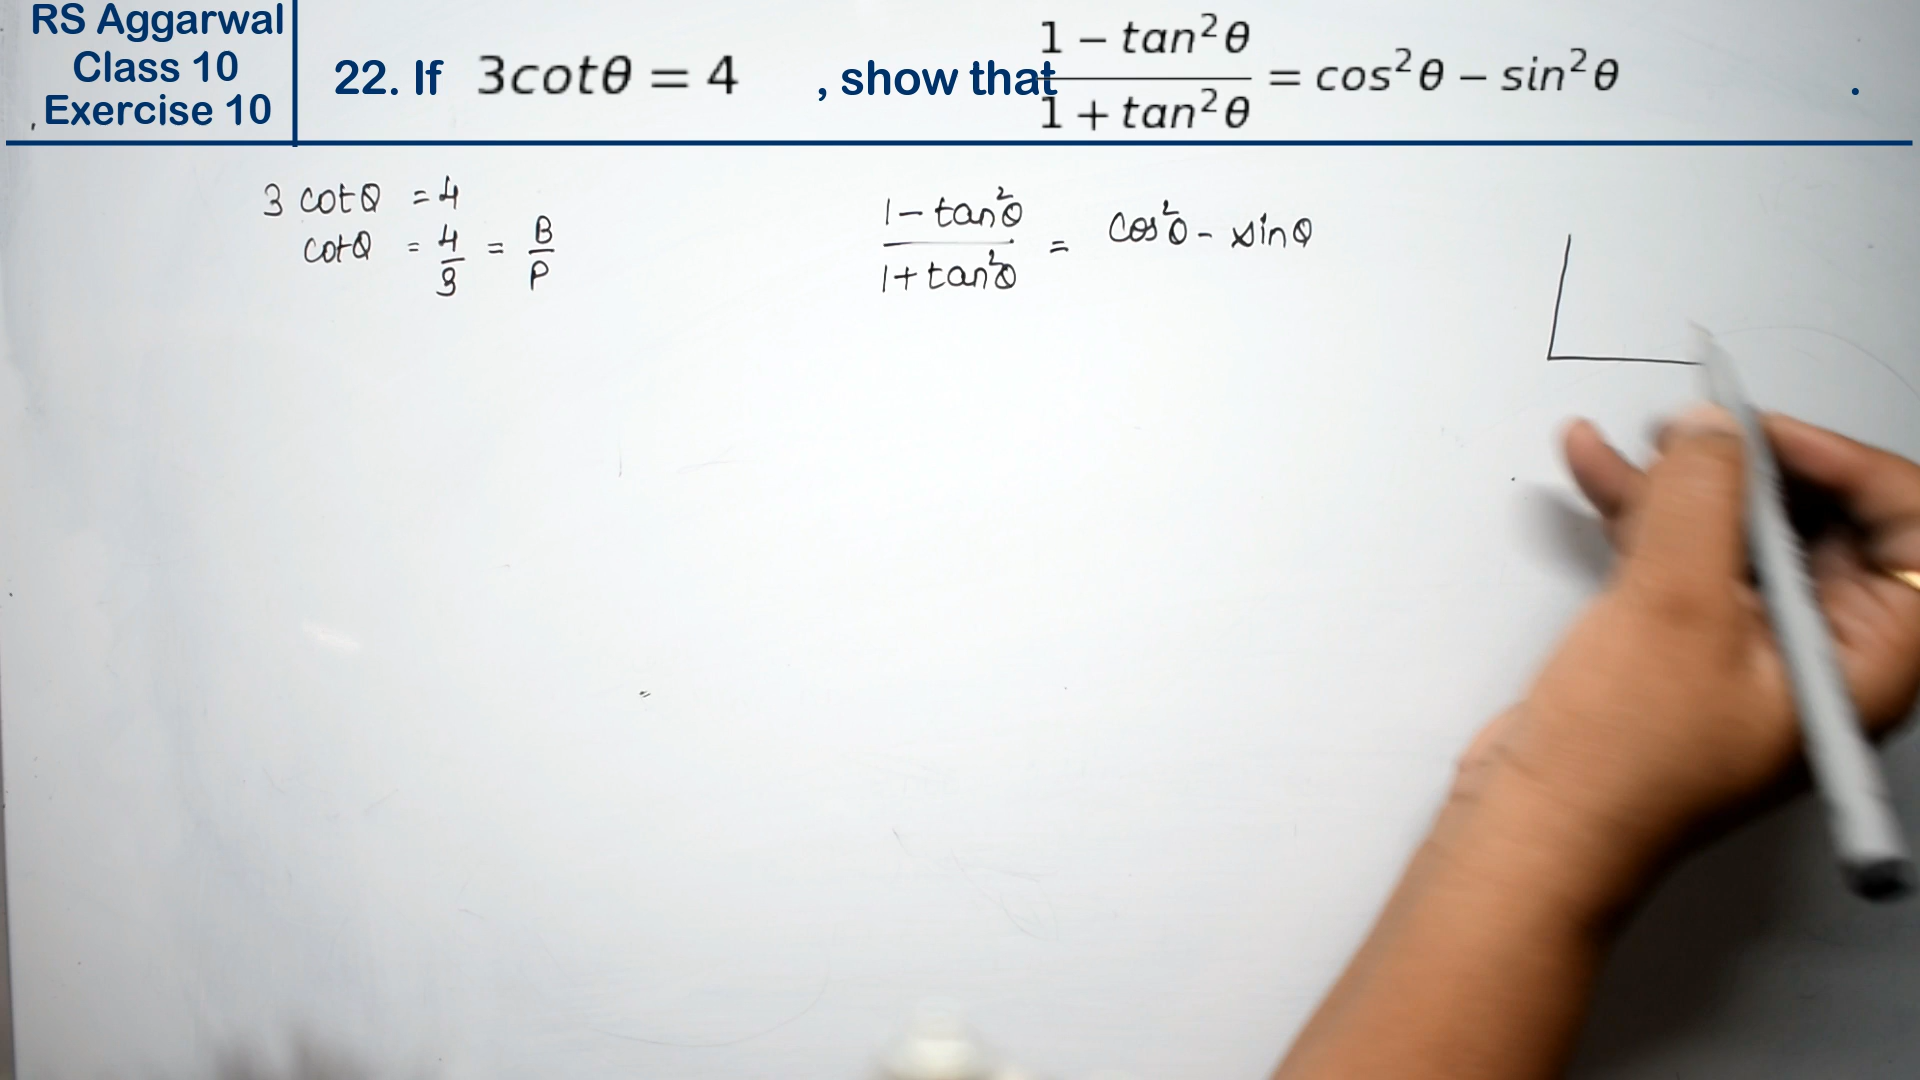 RS Aggarwal
Class 10
Exercise 10
22. If 3cotθ = 4 , show that (1 − tan²θ)/(1 + tan²θ) = cos²θ − sin²θ .
3 cotθ = 4
cotθ = 4/3 = B/P
(1 − tan²θ)/(1 + tan²θ) = cos²θ − sinθ